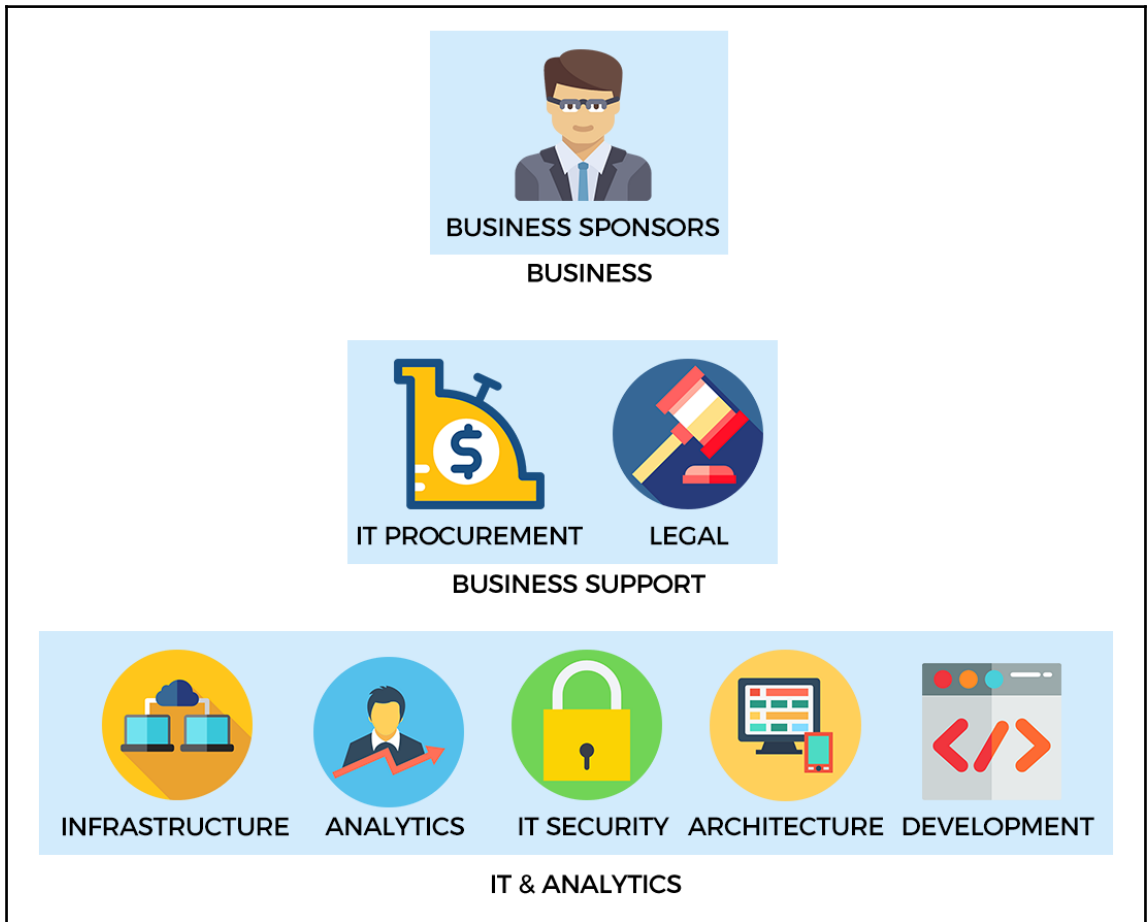 BUSINESS SPONSORS
BUSINESS
$
IT PROCUREMENT LEGAL
BUSINESS SUPPORT
</>
INFRASTRUCTURE ANALYTICS IT SECURITY ARCHITECTURE DEVELOPMENT
IT & ANALYTICS